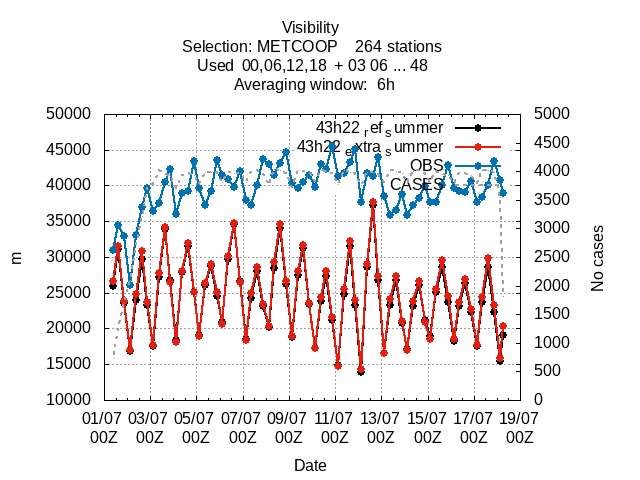 Visibility
Selection: METCOOP 264 stations
Used 00,06,12,18 + 03 06 ... 48
Averaging window: 6h
43h22_ref_summer
43h22_extra_summer
OBS
CASES
50000
45000
40000
35000
30000
25000
20000
15000
10000
m
5000
4500
4000
3500
3000
2500
2000
1500
1000
500
0
No cases
01/07 03/07 05/07 07/07 09/07 11/07 13/07 15/07 17/07 19/07
00Z 00Z 00Z 00Z 00Z 00Z 00Z 00Z 00Z 00Z
Date